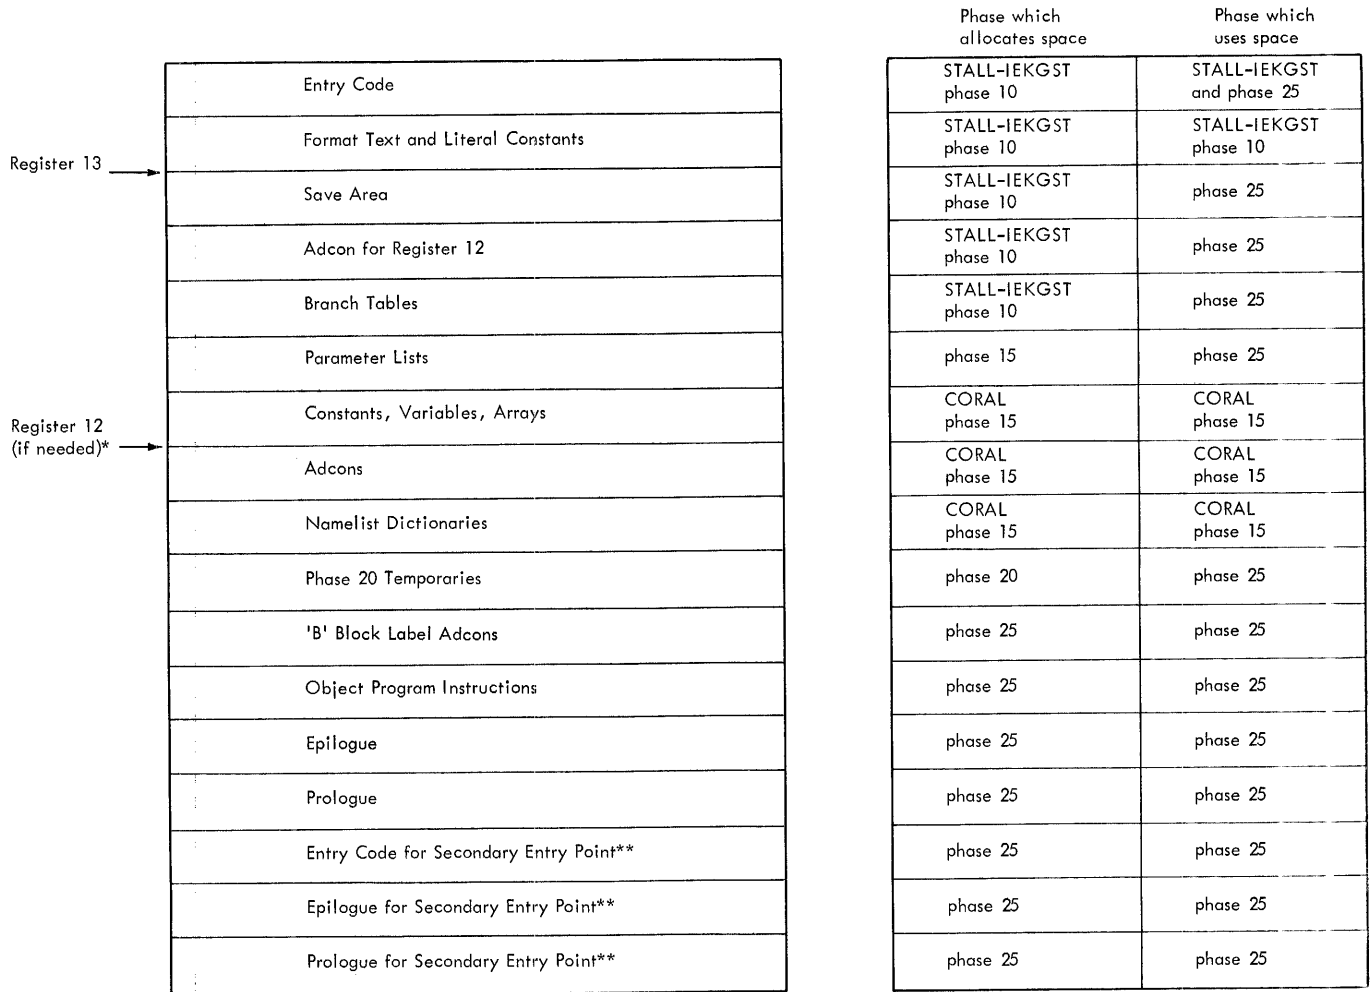 Phase which allocates space
Phase which uses space
Entry Code
STALL-IEKGST phase 10
STALL-IEKGST and phase 25
Format Text and Literal Constants
STALL-IEKGST phase 10
STALL-IEKGST phase 10
Register 13
Save Area
STALL-IEKGST phase 10
phase 25
Adcon for Register 12
STALL-IEKGST phase 10
phase 25
Branch Tables
STALL-IEKGST phase 10
phase 25
Parameter Lists
phase 15
phase 25
Constants, Variables, Arrays
CORAL phase 15
CORAL phase 15
Register 12 (if needed)*
Adcons
CORAL phase 15
CORAL phase 15
Namelist Dictionaries
CORAL phase 15
CORAL phase 15
Phase 20 Temporaries
phase 20
phase 25
'B' Block Label Adcons
phase 25
phase 25
Object Program Instructions
phase 25
phase 25
Epilogue
phase 25
phase 25
Prologue
phase 25
phase 25
Entry Code for Secondary Entry Point**
phase 25
phase 25
Epilogue for Secondary Entry Point**
phase 25
phase 25
Prologue for Secondary Entry Point**
phase 25
phase 25